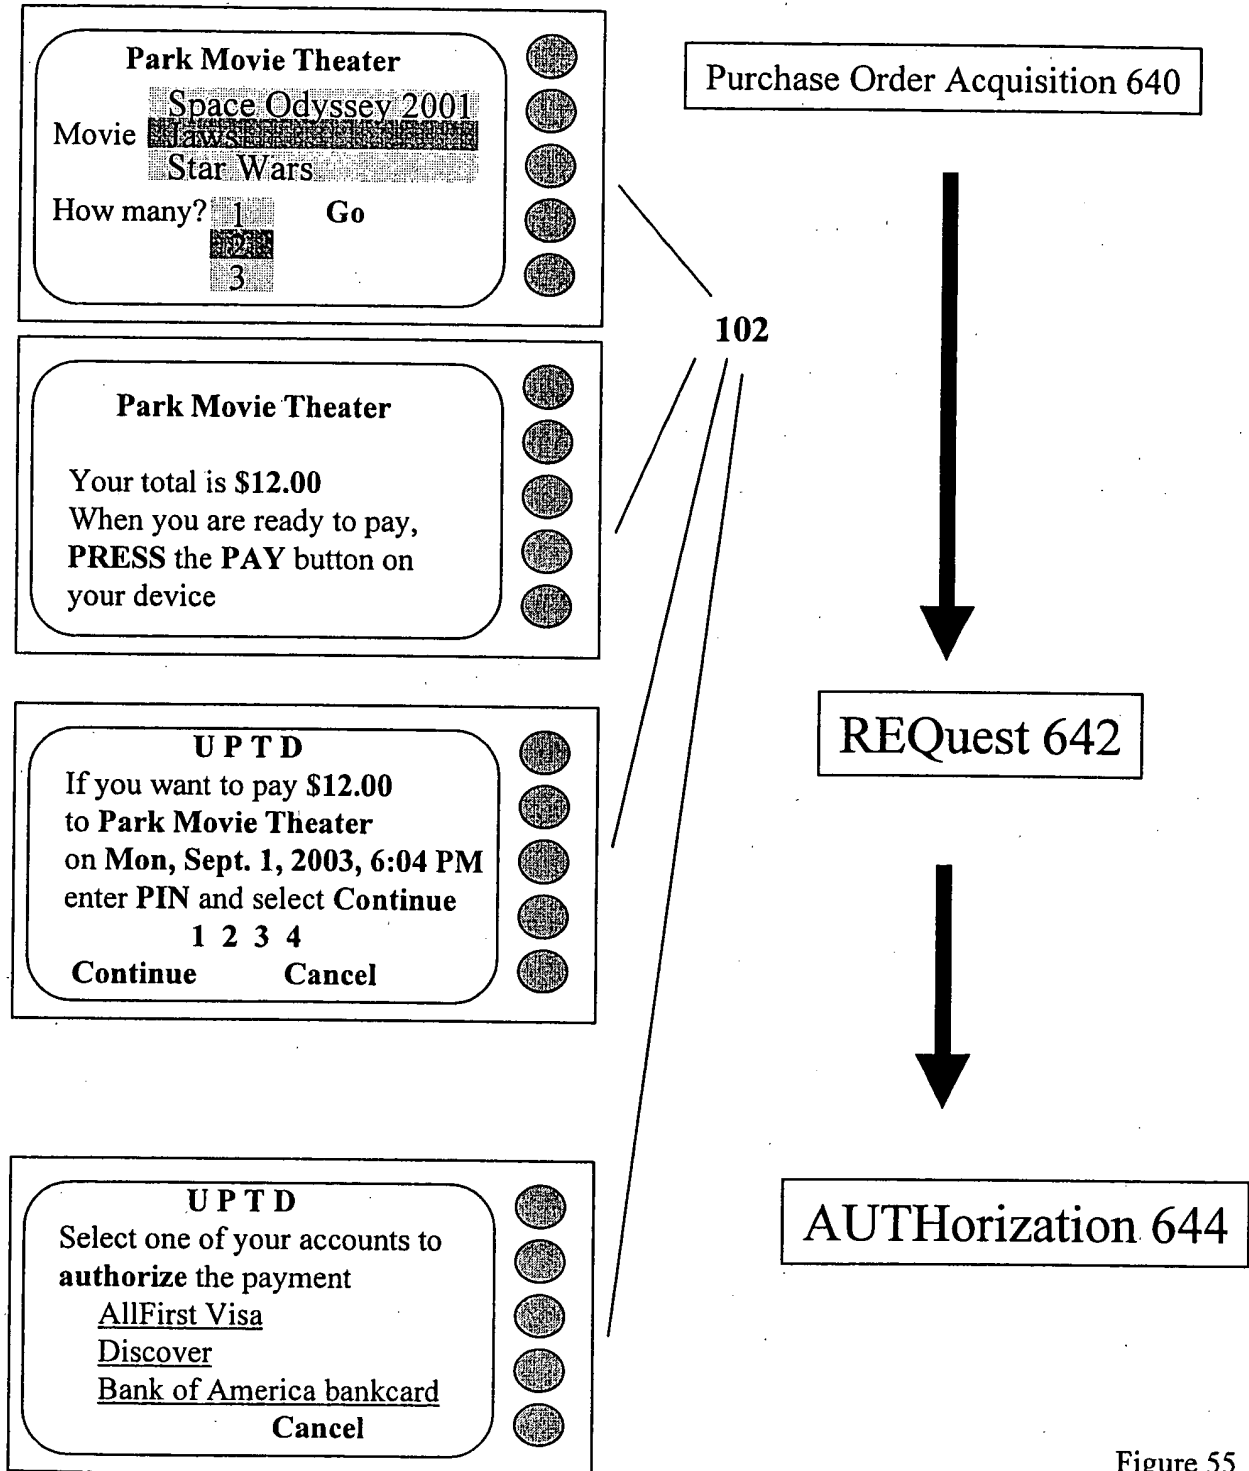 Park Movie Theater
Space Odyssey 2001
Movie Jaws
Star Wars
How many? 1 Go
2
3
Purchase Order Acquisition 640
102
Park Movie Theater
Your total is $12.00
When you are ready to pay,
PRESS the PAY button on
your device
REQuest 642
U P T D
If you want to pay $12.00
to Park Movie Theater
on Mon, Sept. 1, 2003, 6:04 PM
enter PIN and select Continue
1 2 3 4
Continue Cancel
AUTHorization 644
U P T D
Select one of your accounts to
authorize the payment
AllFirst Visa
Discover
Bank of America bankcard
Cancel
Figure 55